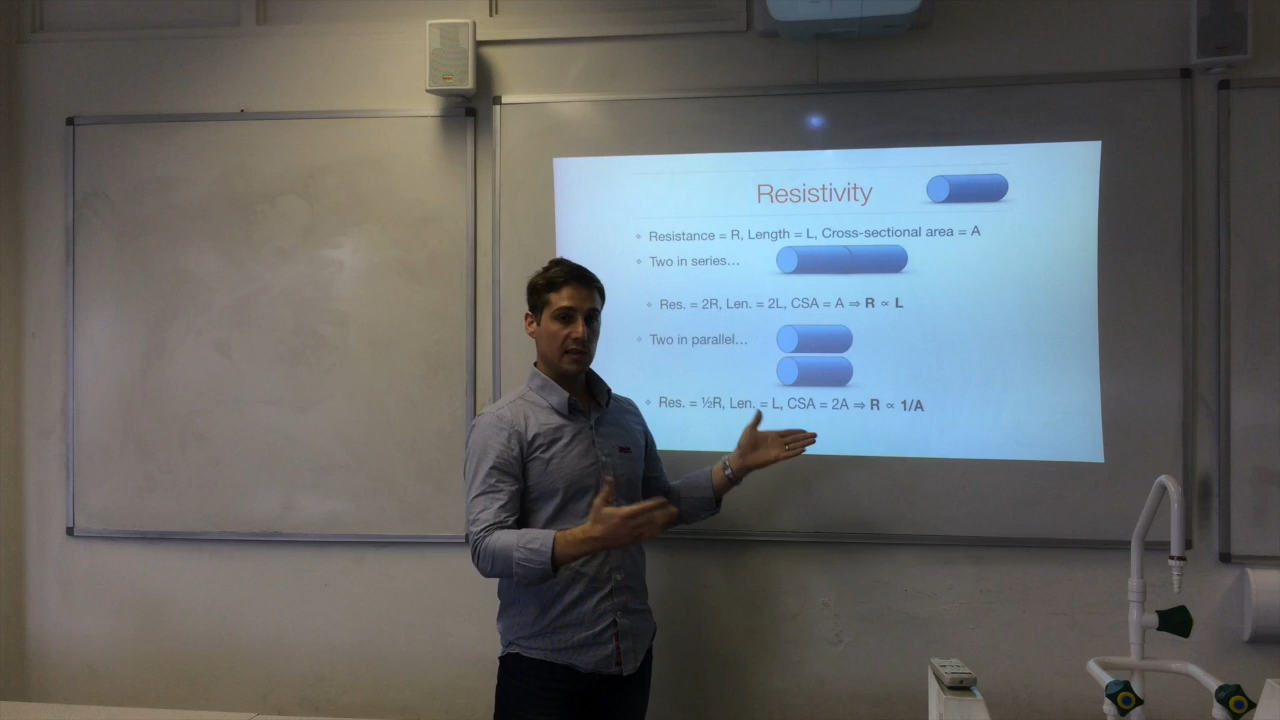 Resistivity
Resistance = R, Length = L, Cross-sectional area = A
Two in series…
Res. = 2R, Len. = 2L, CSA = A ⇒ R ∝ L
Two in parallel…
Res. = ½R, Len. = L, CSA = 2A ⇒ R ∝ 1/A